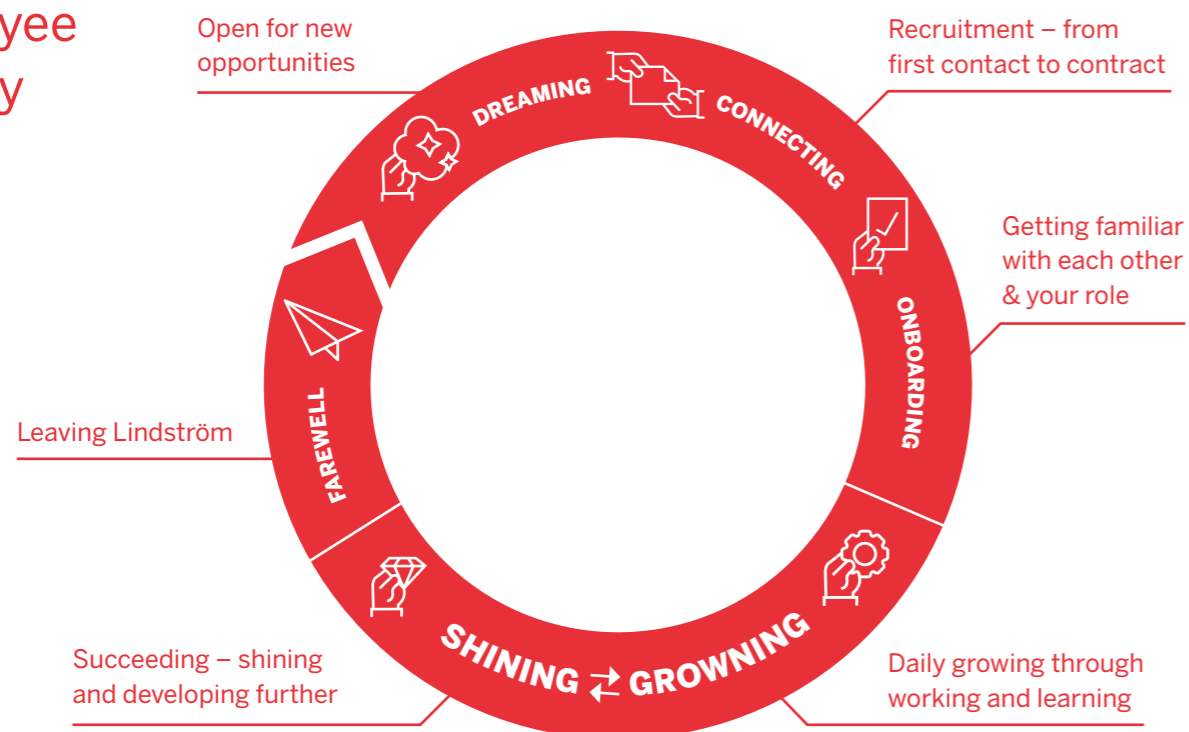 yee
y
Open for new
opportunities
Recruitment – from
first contact to contract
DREAMING
CONNECTING
Getting familiar
with each other
& your role
ONBOARDING
FAREWELL
Leaving Lindström
SHINING ⇄ GROWNING
Succeeding – shining
and developing further
Daily growing through
working and learning